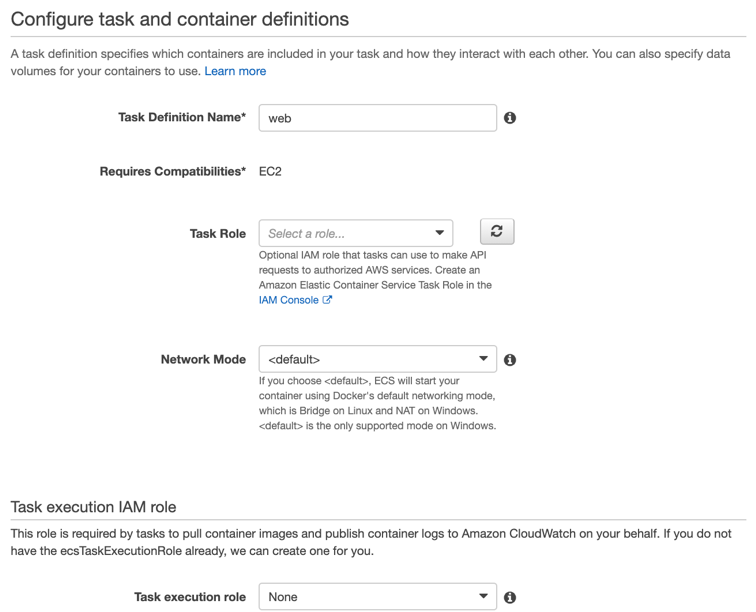 Configure task and container definitions
A task definition specifies which containers are included in your task and how they interact with each other. You can also specify data
volumes for your containers to use. Learn more
Task Definition Name* web
Requires Compatibilities* EC2
Task Role Select a role...
Optional IAM role that tasks can use to make API
requests to authorized AWS services. Create an
Amazon Elastic Container Service Task Role in the
IAM Console
Network Mode <default>
If you choose <default>, ECS will start your
container using Docker's default networking mode,
which is Bridge on Linux and NAT on Windows.
<default> is the only supported mode on Windows.
Task execution IAM role
This role is required by tasks to pull container images and publish container logs to Amazon CloudWatch on your behalf. If you do not
have the ecsTaskExecutionRole already, we can create one for you.
Task execution role None